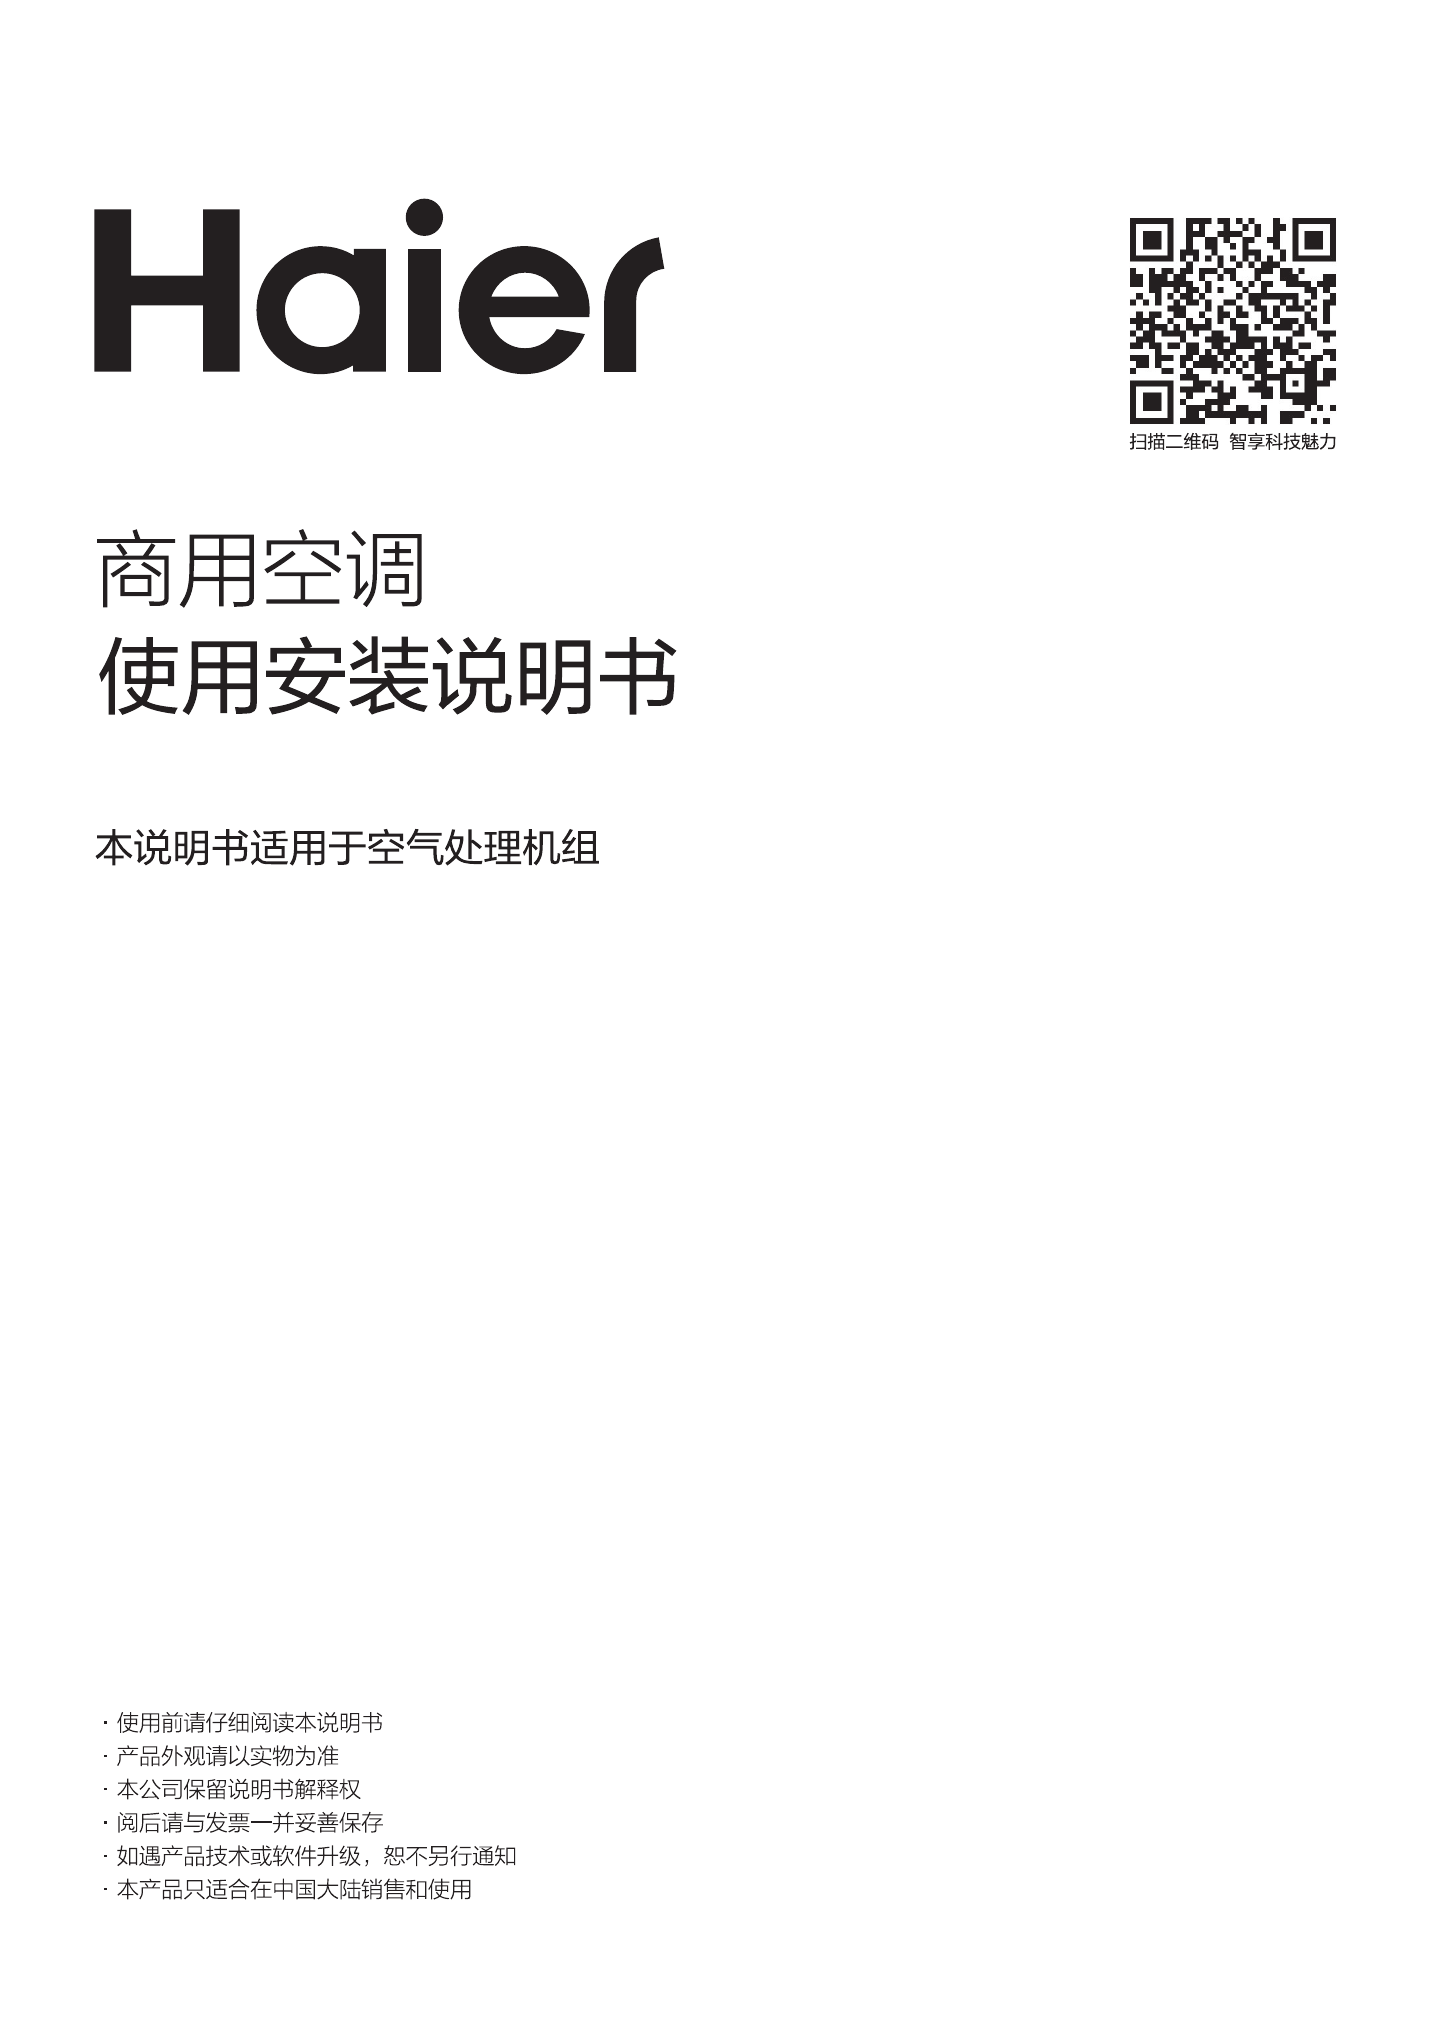 Haier
扫描二维码 智享科技魅力
商用空调
使用安装说明书
本说明书适用于空气处理机组
· 使用前请仔细阅读本说明书
· 产品外观请以实物为准
· 本公司保留说明书解释权
· 阅后请与发票一并妥善保存
· 如遇产品技术或软件升级，恕不另行通知
· 本产品只适合在中国大陆销售和使用